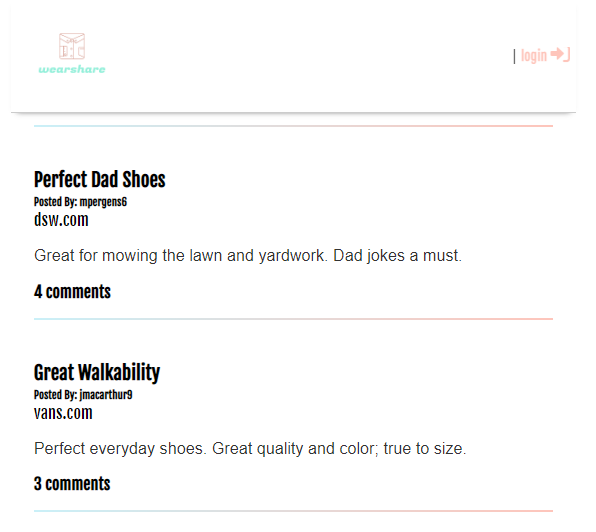 wearshare
| login
Perfect Dad Shoes
Posted By: mpergens6
dsw.com
Great for mowing the lawn and yardwork. Dad jokes a must.
4 comments
Great Walkability
Posted By: jmacarthur9
vans.com
Perfect everyday shoes. Great quality and color; true to size.
3 comments